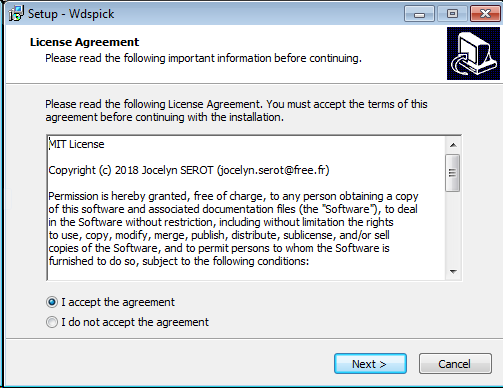 Setup - Wdspick
License Agreement
Please read the following important information before continuing.
Please read the following License Agreement. You must accept the terms of this
agreement before continuing with the installation.
MIT License
Copyright (c) 2018 Jocelyn SEROT (jocelyn.serot@free.fr)
Permission is hereby granted, free of charge, to any person obtaining a copy
of this software and associated documentation files (the "Software"), to deal
in the Software without restriction, including without limitation the rights
to use, copy, modify, merge, publish, distribute, sublicense, and/or sell
copies of the Software, and to permit persons to whom the Software is
furnished to do so, subject to the following conditions:
I accept the agreement
I do not accept the agreement
Next >
Cancel